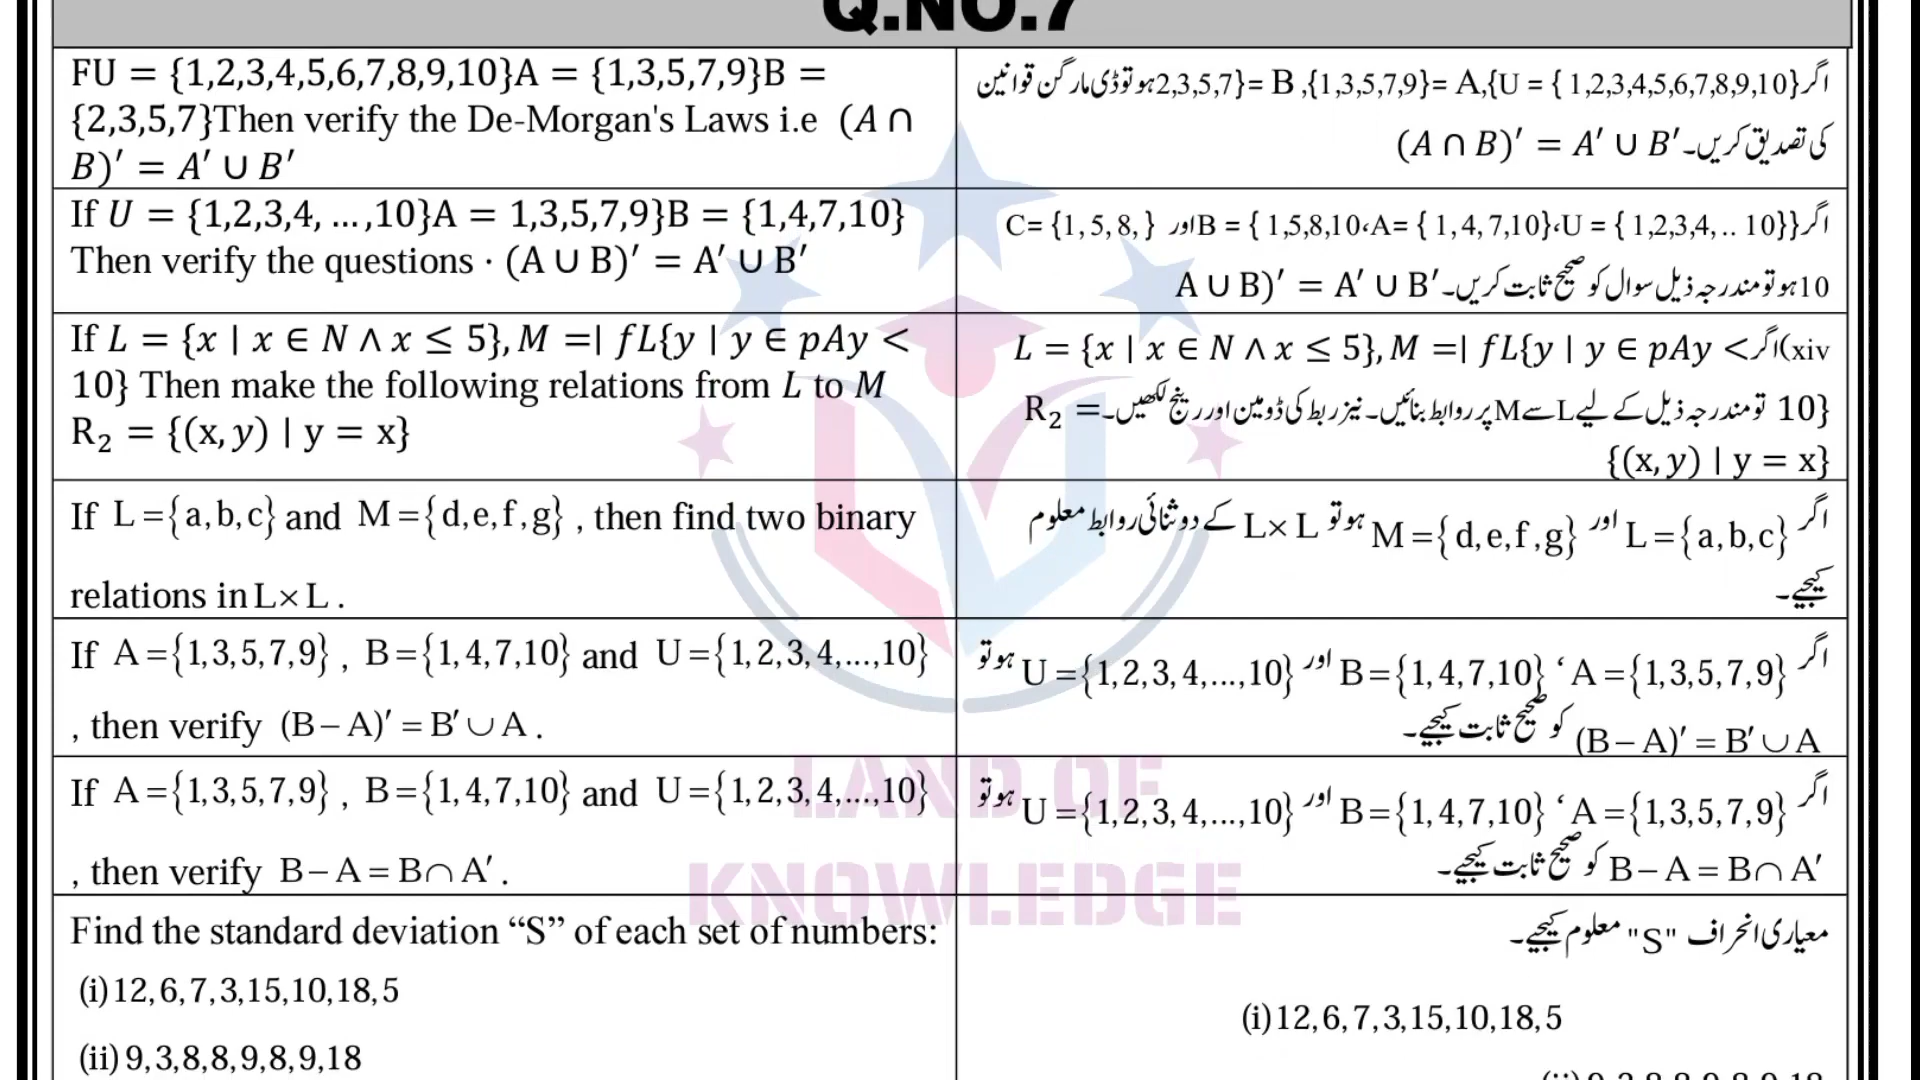 Q.NO.7
FU = {1,2,3,4,5,6,7,8,9,10}A = {1,3,5,7,9}B =
{2,3,5,7}Then verify the De-Morgan's Laws i.e (A ∩
B)′ = A′ ∪ B′
اگر{U = { 1,2,3,4,5,6,7,8,9,10},A ={1,3,5,7,9}, B ={2,3,5,7ہو تو ڈی مارگن قوانین
کی تصدیق کریں۔ (A ∩ B)′ = A′ ∪ B′
If U = {1,2,3,4, …,10}A = 1,3,5,7,9}B = {1,4,7,10}
Then verify the questions · (A ∪ B)′ = A′ ∪ B′
اگر{{U = { 1,2,3,4, .. 10،A= { 1, 4, 7,10}،B = { 1,5,8,10 اور C= {1, 5, 8, }
10ہو تو مندرجہ ذیل سوال کو صحیح ثابت کریں۔ A ∪ B)′ = A′ ∪ B′
If L = {x | x ∈ N ∧ x ≤ 5}, M =| fL{y | y ∈ pAy <
10} Then make the following relations from L to M
R₂ = {(x, y) | y = x}
xiv)اگر L = {x | x ∈ N ∧ x ≤ 5}, M =| fL{y | y ∈ pAy <
10} تو مندرجہ ذیل کے لیے L سے M پر روابط بنائیں۔ نیز ربط کی ڈومین اور رینج لکھیں۔ R₂ =
{(x, y) | y = x}
If L={a,b,c} and M={d,e,f,g} , then find two binary
relations in L×L .
اگر L={a,b,c} اور M={d,e,f,g} ہو تو L×L کے دو ثنائی روابط معلوم
کیجیے۔
If A={1,3,5,7,9} , B={1,4,7,10} and U={1,2,3,4,...,10}
, then verify (B−A)′ = B′∪A .
اگر A={1,3,5,7,9} ، B={1,4,7,10} اور U={1,2,3,4,...,10} ہو تو
(B−A)′ = B′∪A کو صحیح ثابت کیجیے۔
If A={1,3,5,7,9} , B={1,4,7,10} and U={1,2,3,4,...,10}
, then verify B−A=B∩A′ .
اگر A={1,3,5,7,9} ، B={1,4,7,10} اور U={1,2,3,4,...,10} ہو تو
B−A=B∩A′ کو صحیح ثابت کیجیے۔
Find the standard deviation “S” of each set of numbers:
(i)12,6,7,3,15,10,18,5
(ii)9,3,8,8,9,8,9,18
معیاری انحراف "S" معلوم کیجیے۔
(i)12,6,7,3,15,10,18,5
LAND OF
KNOWLEDGE